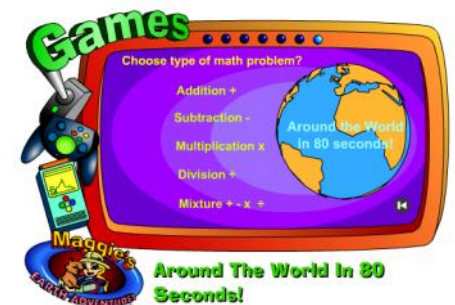 Games
Choose type of math problem?
Addition +
Subtraction -
Multiplication x
Division ÷
Mixture + - x ÷
Around the World
in 80 seconds!
Maggie's
EARTH ADVENTURES
Around The World In 80
Seconds!